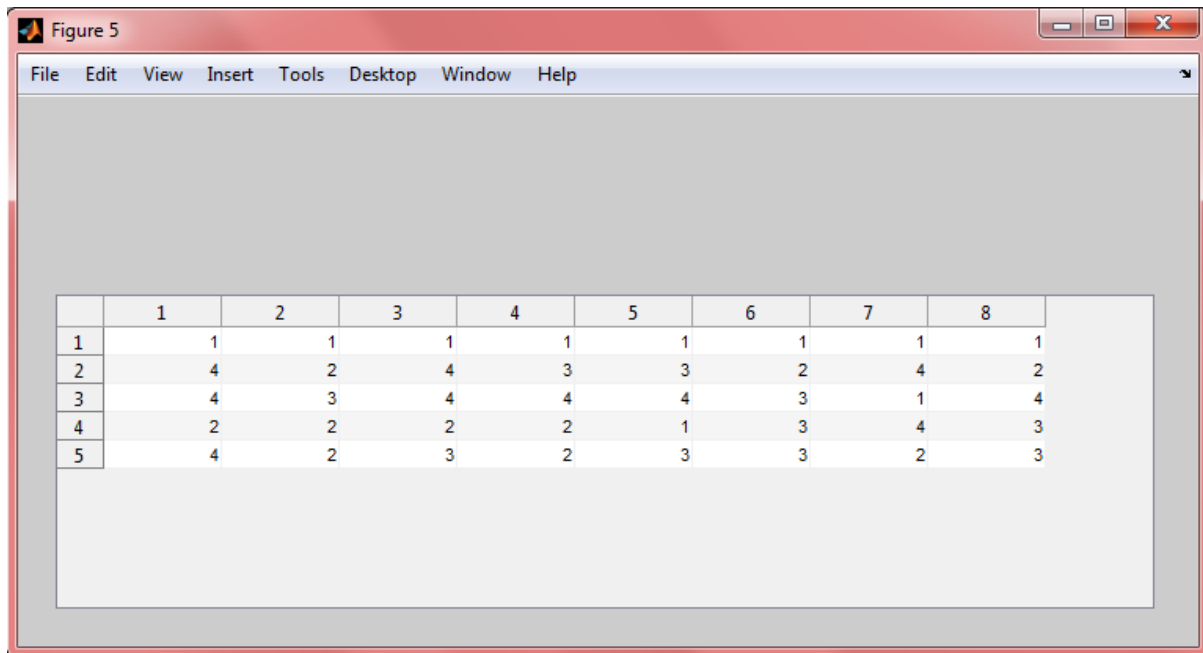 Figure 5
File Edit View Insert Tools Desktop Window Help
1 2 3 4 5 6 7 8
1 1 1 1 1 1 1 1 1
2 4 2 4 3 3 2 4 2
3 4 3 4 4 4 3 1 4
4 2 2 2 2 1 3 4 3
5 4 2 3 2 3 3 2 3